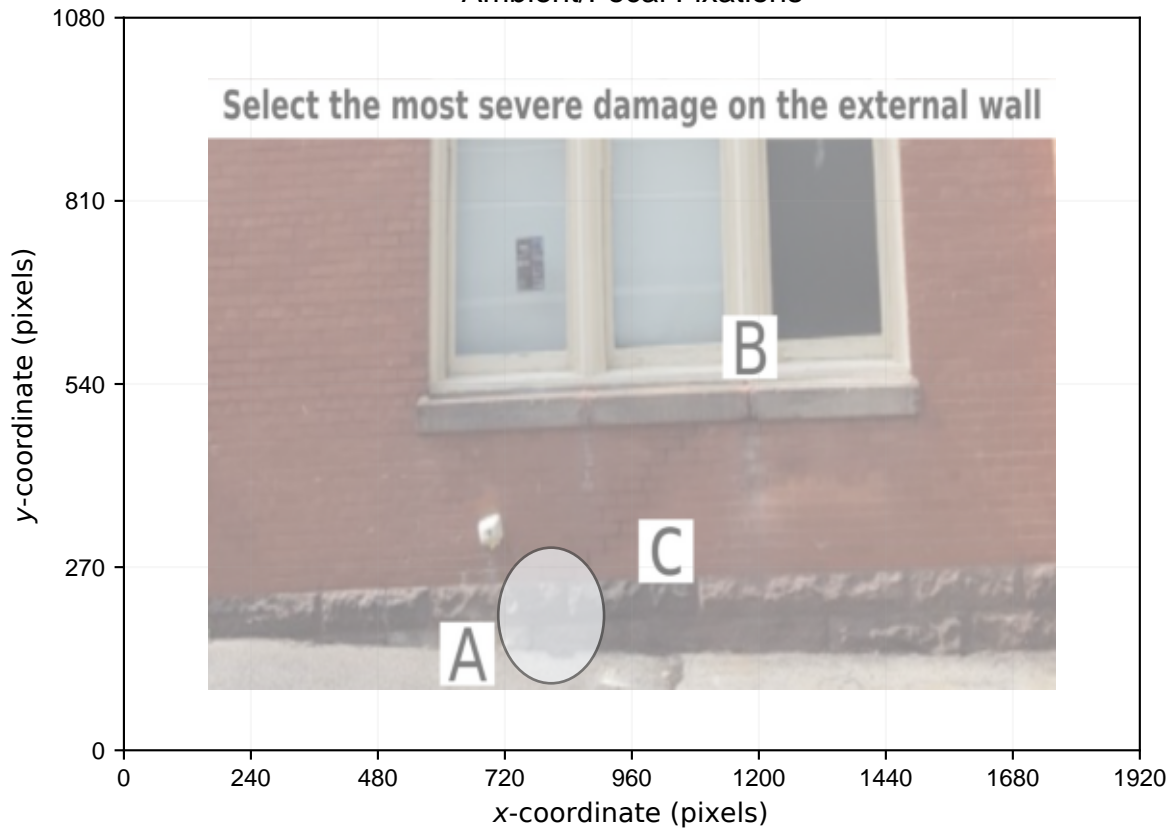 Ambient/Focal Fixations
1080
Select the most severe damage on the external wall
810
B
540
C
270
A
0
0 240 480 720 960 1200 1440 1680 1920
y-coordinate (pixels)
x-coordinate (pixels)